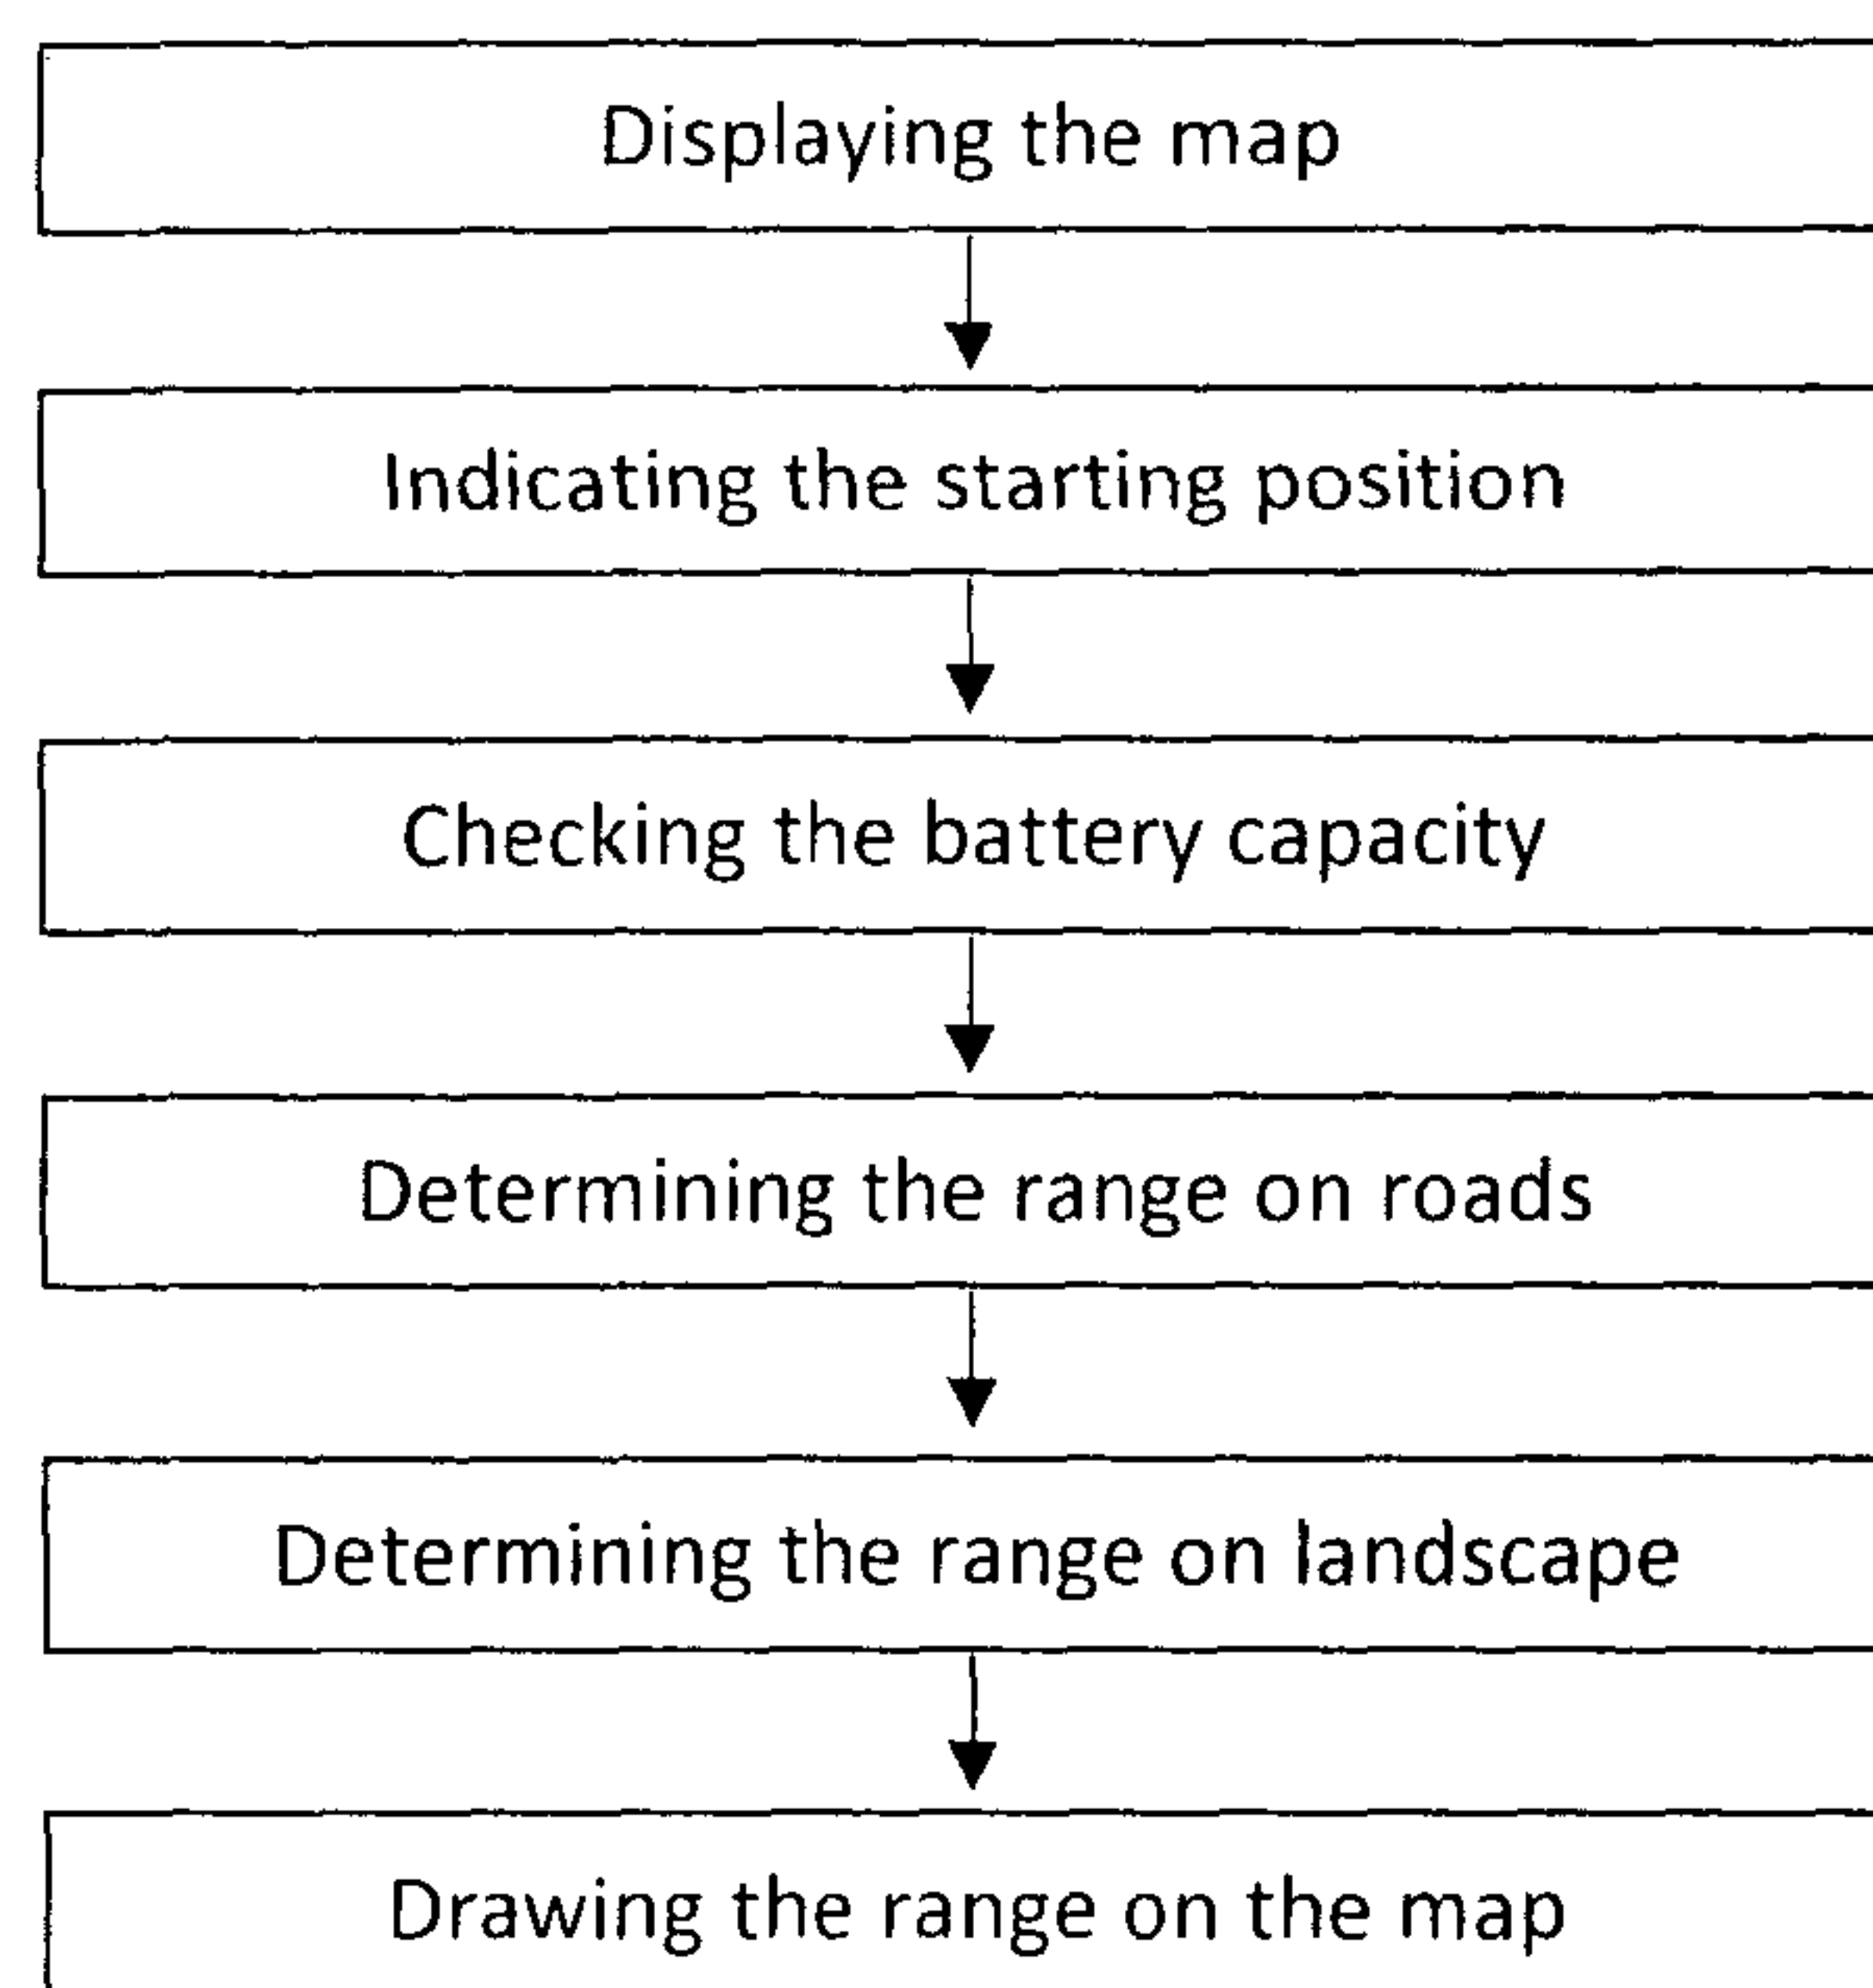 Displaying the map
Indicating the starting position
Checking the battery capacity
Determining the range on roads
Determining the range on landscape
Drawing the range on the map